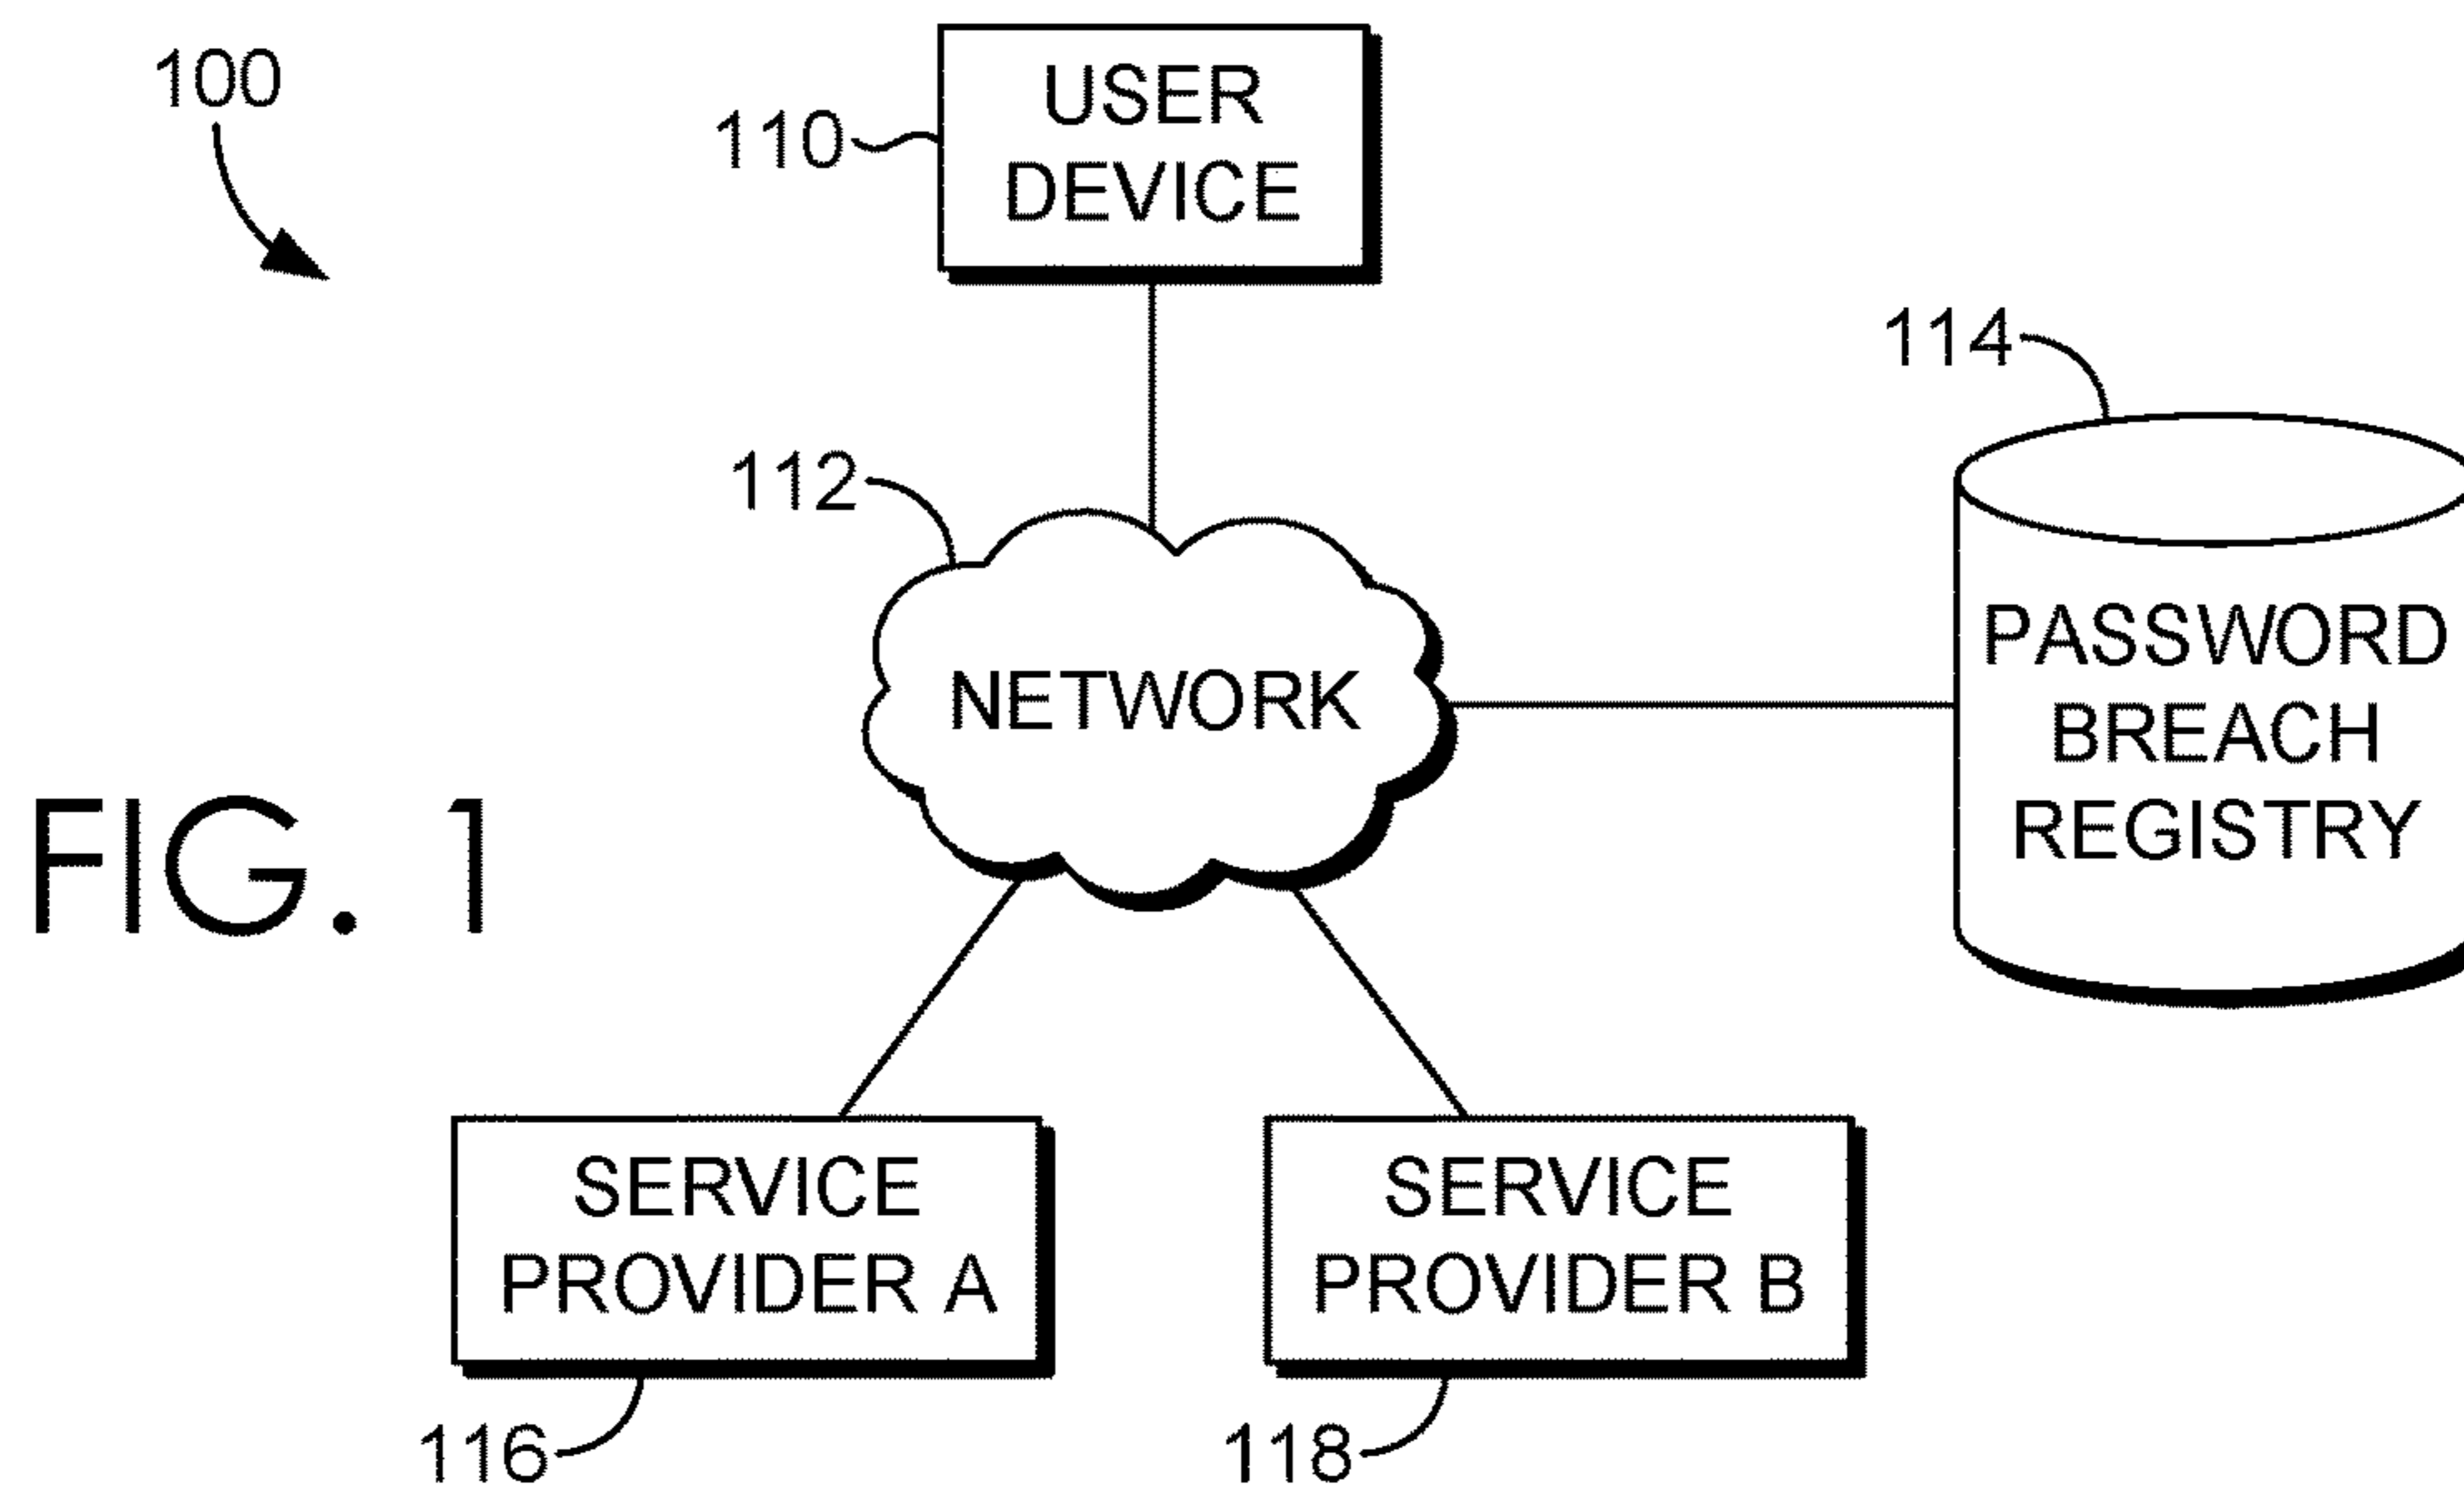 100
110
USER
DEVICE
114
112
NETWORK
PASSWORD
BREACH
REGISTRY
FIG. 1
SERVICE
PROVIDER A
SERVICE
PROVIDER B
116
118